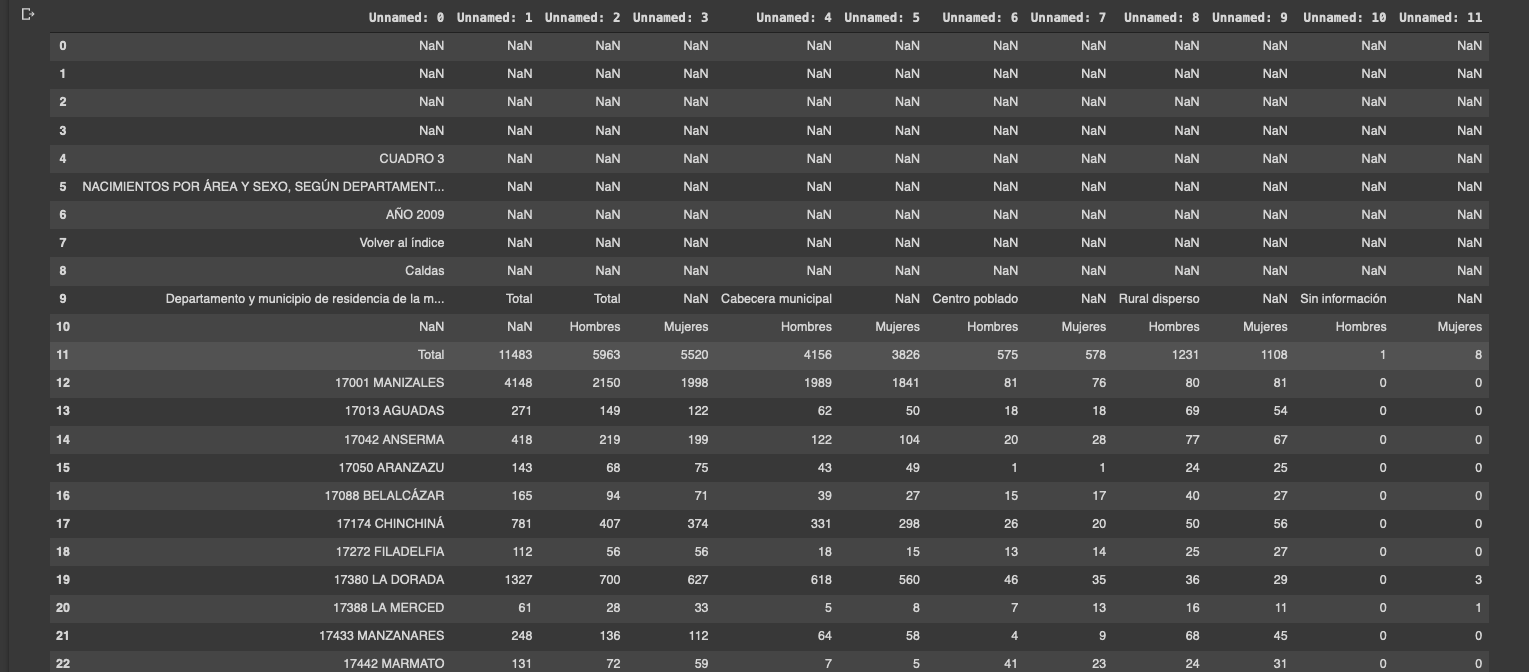 Unnamed: 0 Unnamed: 1 Unnamed: 2 Unnamed: 3 Unnamed: 4 Unnamed: 5 Unnamed: 6 Unnamed: 7 Unnamed: 8 Unnamed: 9 Unnamed: 10 Unnamed: 11
0 NaN NaN NaN NaN NaN NaN NaN NaN NaN NaN NaN NaN
1 NaN NaN NaN NaN NaN NaN NaN NaN NaN NaN NaN NaN
2 NaN NaN NaN NaN NaN NaN NaN NaN NaN NaN NaN NaN
3 NaN NaN NaN NaN NaN NaN NaN NaN NaN NaN NaN NaN
4 CUADRO 3 NaN NaN NaN NaN NaN NaN NaN NaN NaN NaN NaN
5 NACIMIENTOS POR ÁREA Y SEXO, SEGÚN DEPARTAMENT... NaN NaN NaN NaN NaN NaN NaN NaN NaN NaN NaN
6 AÑO 2009 NaN NaN NaN NaN NaN NaN NaN NaN NaN NaN NaN
7 Volver al índice NaN NaN NaN NaN NaN NaN NaN NaN NaN NaN NaN
8 Caldas NaN NaN NaN NaN NaN NaN NaN NaN NaN NaN NaN
9 Departamento y municipio de residencia de la m... Total Total NaN Cabecera municipal NaN Centro poblado NaN Rural disperso NaN Sin información NaN
10 NaN NaN Hombres Mujeres Hombres Mujeres Hombres Mujeres Hombres Mujeres Hombres Mujeres
11 Total 11483 5963 5520 4156 3826 575 578 1231 1108 1 8
12 17001 MANIZALES 4148 2150 1998 1989 1841 81 76 80 81 0 0
13 17013 AGUADAS 271 149 122 62 50 18 18 69 54 0 0
14 17042 ANSERMA 418 219 199 122 104 20 28 77 67 0 0
15 17050 ARANZAZU 143 68 75 43 49 1 1 24 25 0 0
16 17088 BELALCÁZAR 165 94 71 39 27 15 17 40 27 0 0
17 17174 CHINCHINÁ 781 407 374 331 298 26 20 50 56 0 0
18 17272 FILADELFIA 112 56 56 18 15 13 14 25 27 0 0
19 17380 LA DORADA 1327 700 627 618 560 46 35 36 29 0 3
20 17388 LA MERCED 61 28 33 5 8 7 13 16 11 0 1
21 17433 MANZANARES 248 136 112 64 58 4 9 68 45 0 0
22 17442 MARMATO 131 72 59 7 5 41 23 24 31 0 0